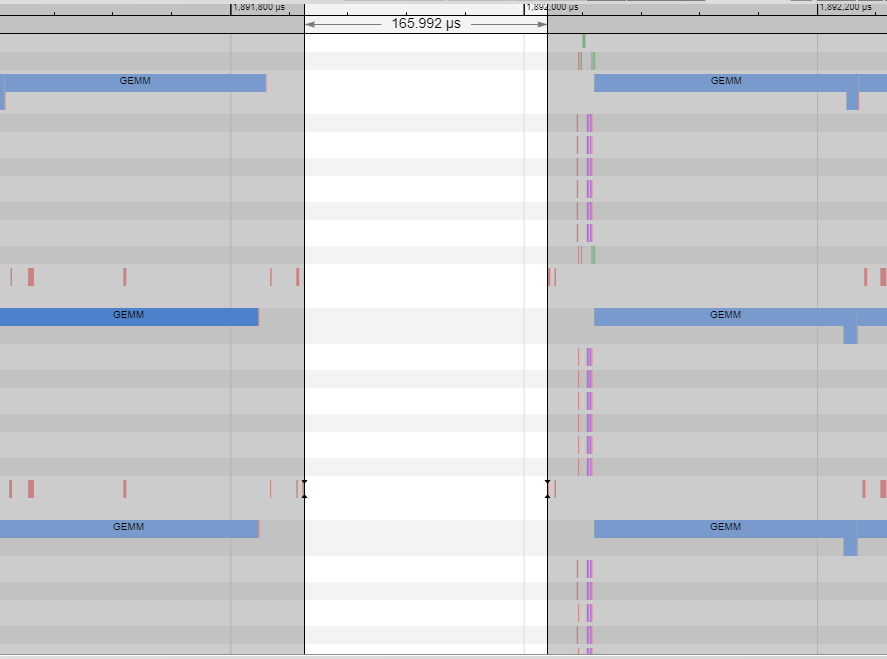 1,891,800 µs
1,892,000 µs
1,892,200 µs
165.992 µs
GEMM
GEMM
GEMM
GEMM
GEMM
GEMM